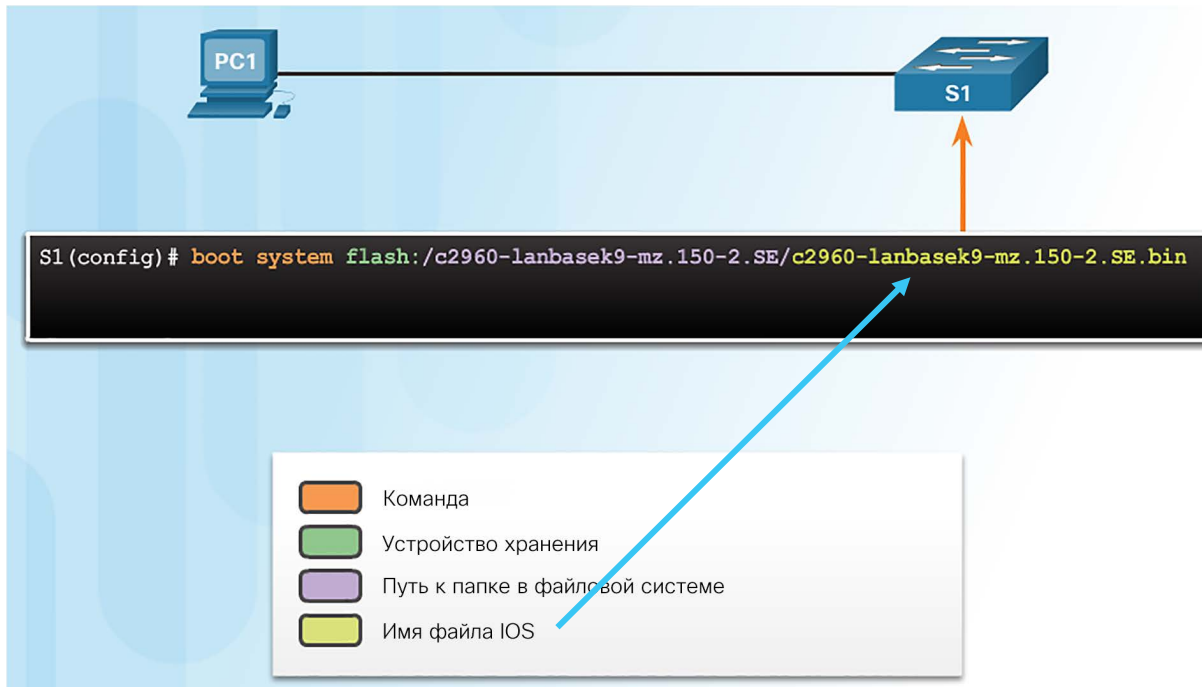 PC1
S1
S1(config)# boot system flash:/c2960-lanbasek9-mz.150-2.SE/c2960-lanbasek9-mz.150-2.SE.bin
Команда
Устройство хранения
Путь к папке в файловой системе
Имя файла IOS